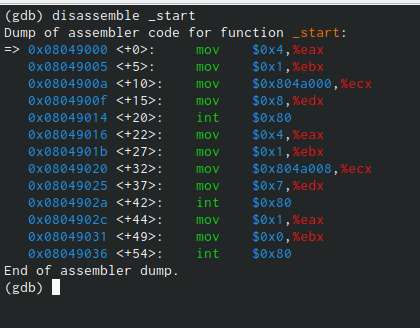 (gdb) disassemble _start
Dump of assembler code for function _start:
=> 0x08049000 <+0>:     mov    $0x4,%eax
   0x08049005 <+5>:     mov    $0x1,%ebx
   0x0804900a <+10>:    mov    $0x804a000,%ecx
   0x0804900f <+15>:    mov    $0x8,%edx
   0x08049014 <+20>:    int    $0x80
   0x08049016 <+22>:    mov    $0x4,%eax
   0x0804901b <+27>:    mov    $0x1,%ebx
   0x08049020 <+32>:    mov    $0x804a008,%ecx
   0x08049025 <+37>:    mov    $0x7,%edx
   0x0804902a <+42>:    int    $0x80
   0x0804902c <+44>:    mov    $0x1,%eax
   0x08049031 <+49>:    mov    $0x0,%ebx
   0x08049036 <+54>:    int    $0x80
End of assembler dump.
(gdb)